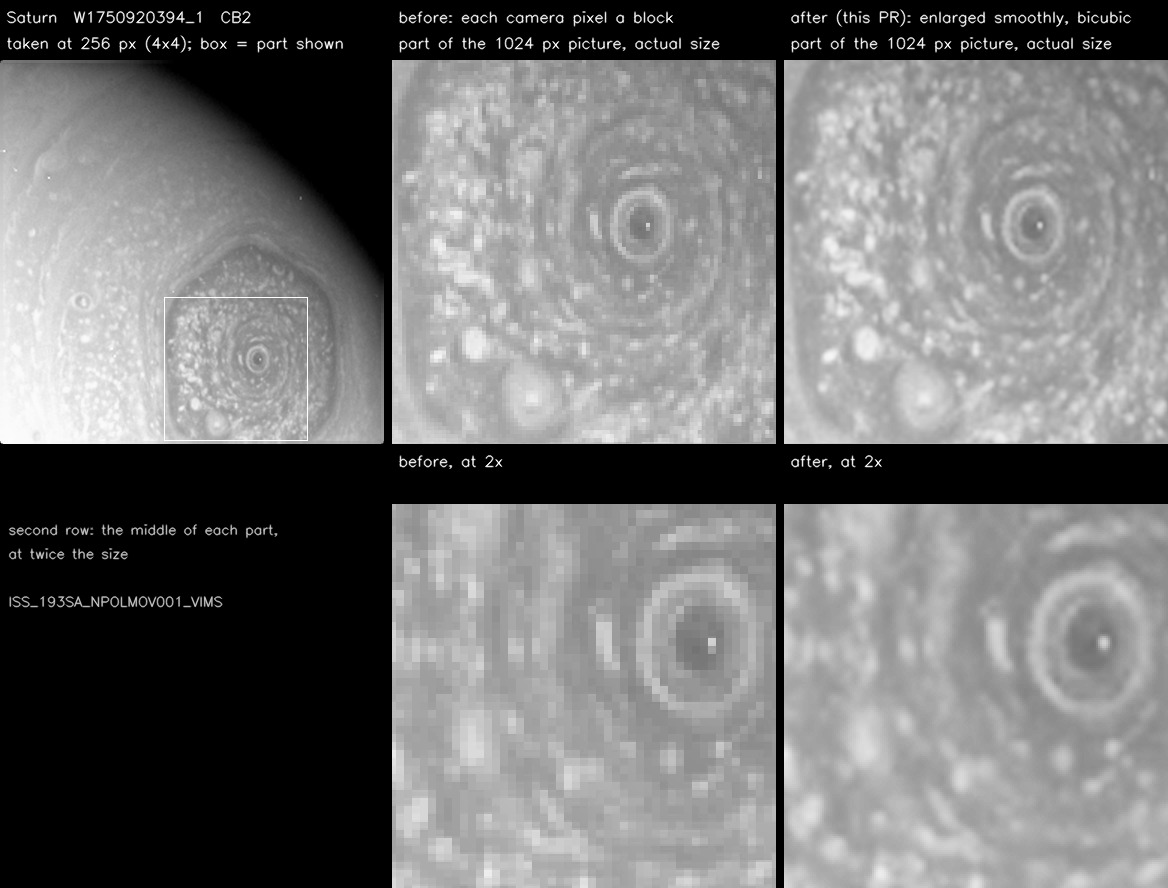 Saturn W1750920394_1 CB2
taken at 256 px (4x4); box = part shown
before: each camera pixel a block
part of the 1024 px picture, actual size
after (this PR): enlarged smoothly, bicubic
part of the 1024 px picture, actual size
before, at 2x
after, at 2x
second row: the middle of each part,
at twice the size
ISS_193SA_NPOLMOV001_VIMS